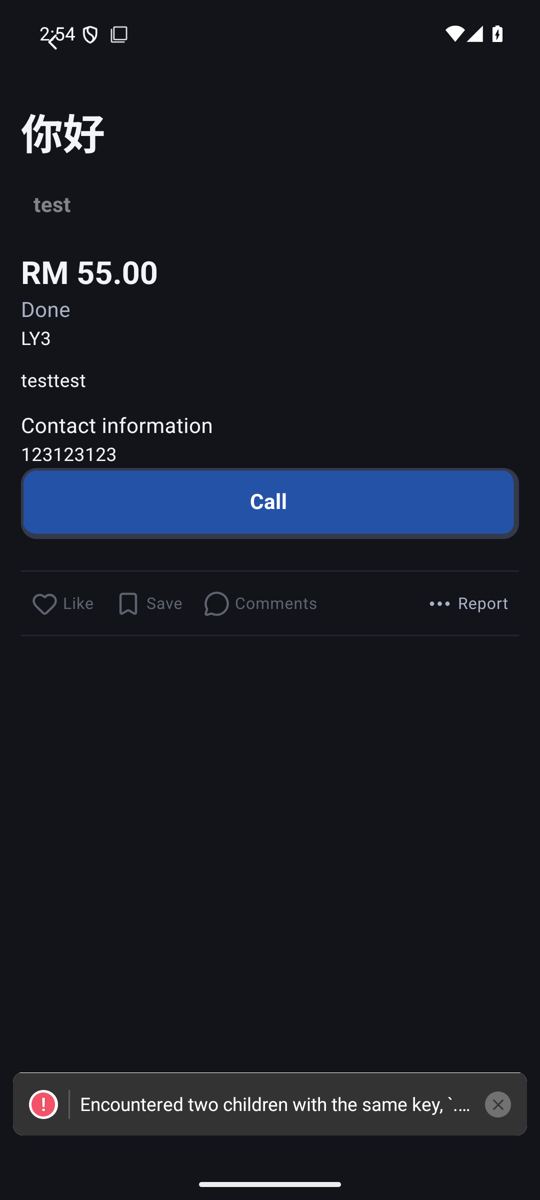 2:54
你好
test
RM 55.00
Done
LY3
testtest
Contact information
123123123
Call
Like Save Comments ••• Report
! Encountered two children with the same key, `....